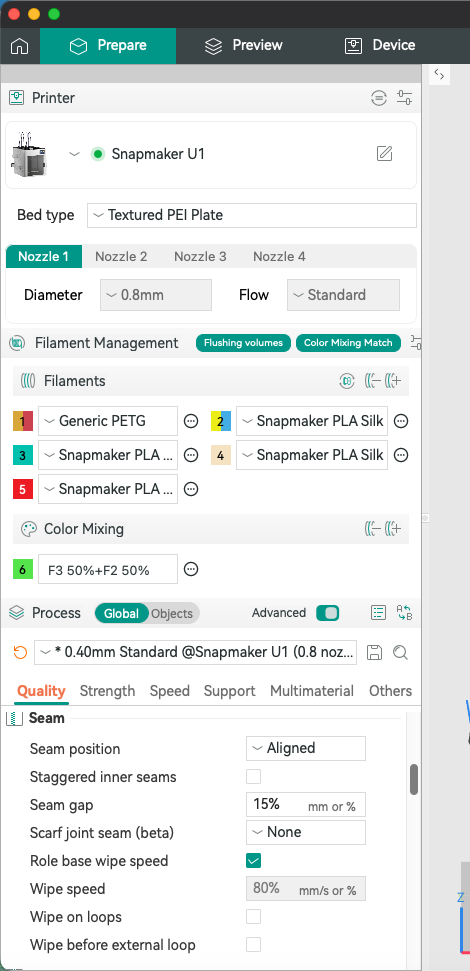 Prepare Preview Device
Printer
Snapmaker U1
Bed type Textured PEI Plate
Nozzle 1 Nozzle 2 Nozzle 3 Nozzle 4
Diameter 0.8mm Flow Standard
Filament Management Flushing volumes Color Mixing Match
Filaments
1 Generic PETG 2 Snapmaker PLA Silk
3 Snapmaker PLA ... 4 Snapmaker PLA Silk
5 Snapmaker PLA ...
Color Mixing
6 F3 50%+F2 50%
Process Global Objects Advanced
* 0.40mm Standard @Snapmaker U1 (0.8 noz...
Quality Strength Speed Support Multimaterial Others
Seam
Seam position Aligned
Staggered inner seams
Seam gap 15% mm or %
Scarf joint seam (beta) None
Role base wipe speed
Wipe speed 80% mm/s or %
Wipe on loops
Wipe before external loop
Z